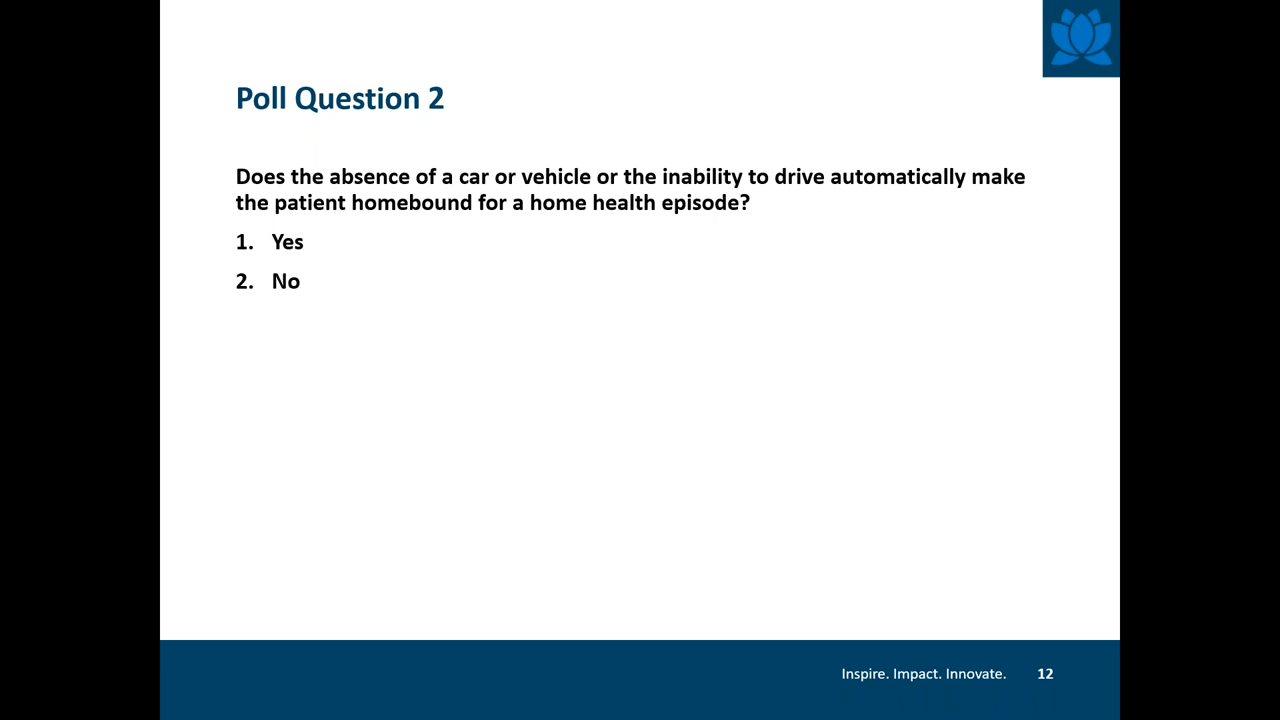 Poll Question 2
Does the absence of a car or vehicle or the inability to drive automatically make
the patient homebound for a home health episode?
1. Yes
2. No
Inspire. Impact. Innovate. 12